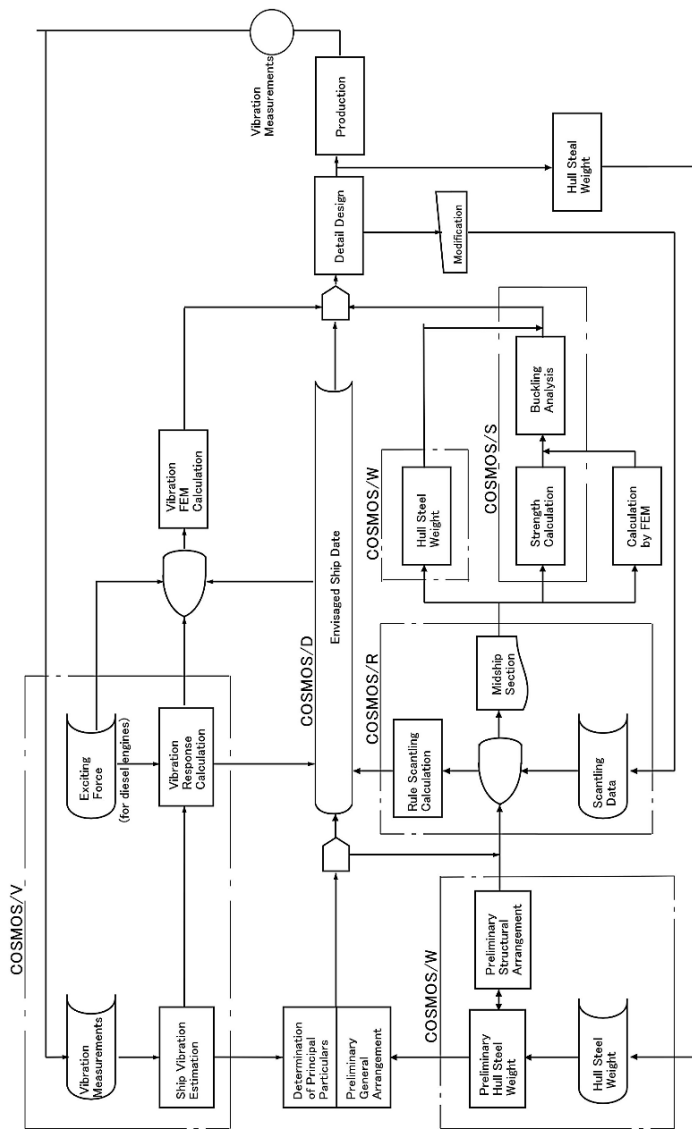 COSMOS/V
Vibration
Measurements
Exciting
Force
(for diesel engines)
Ship Vibration
Estimation
Vibration
Response
Calculation
Vibration
FEM
Calculation
Vibration
Measurements
COSMOS/D
Determination
of Principal
Particulars
Preliminary
General
Arrangement
Envisaged Ship Date
Detail Design
Production
COSMOS/R
Rule Scantling
Calculation
Midship
Section
Scantling
Data
COSMOS/W
Hull Steel
Weight
COSMOS/S
Strength
Calculation
Buckling
Analysis
Calculation
by FEM
Modification
Hull Steel
Weight
COSMOS/W
Preliminary
Hull Steel
Weight
Preliminary
Structural
Arrangement
Hull Steel
Weight